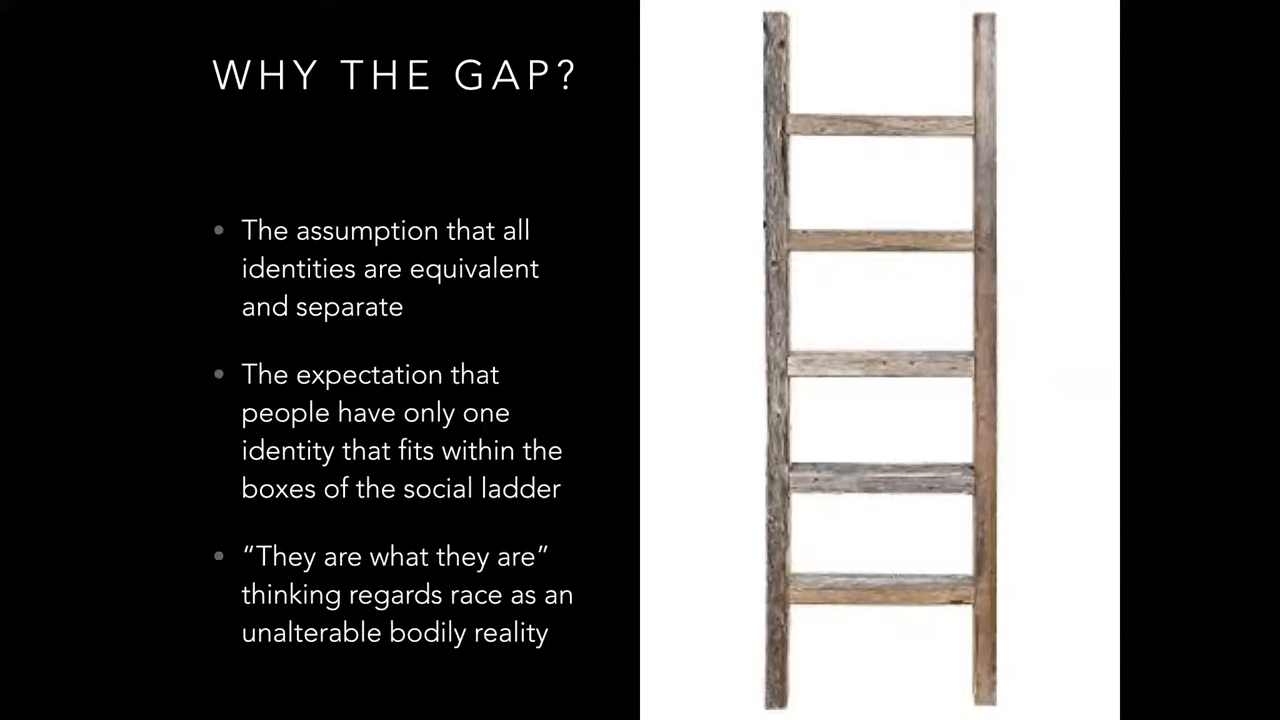 WHY THE GAP?
• The assumption that all
identities are equivalent
and separate
• The expectation that
people have only one
identity that fits within the
boxes of the social ladder
• “They are what they are”
thinking regards race as an
unalterable bodily reality